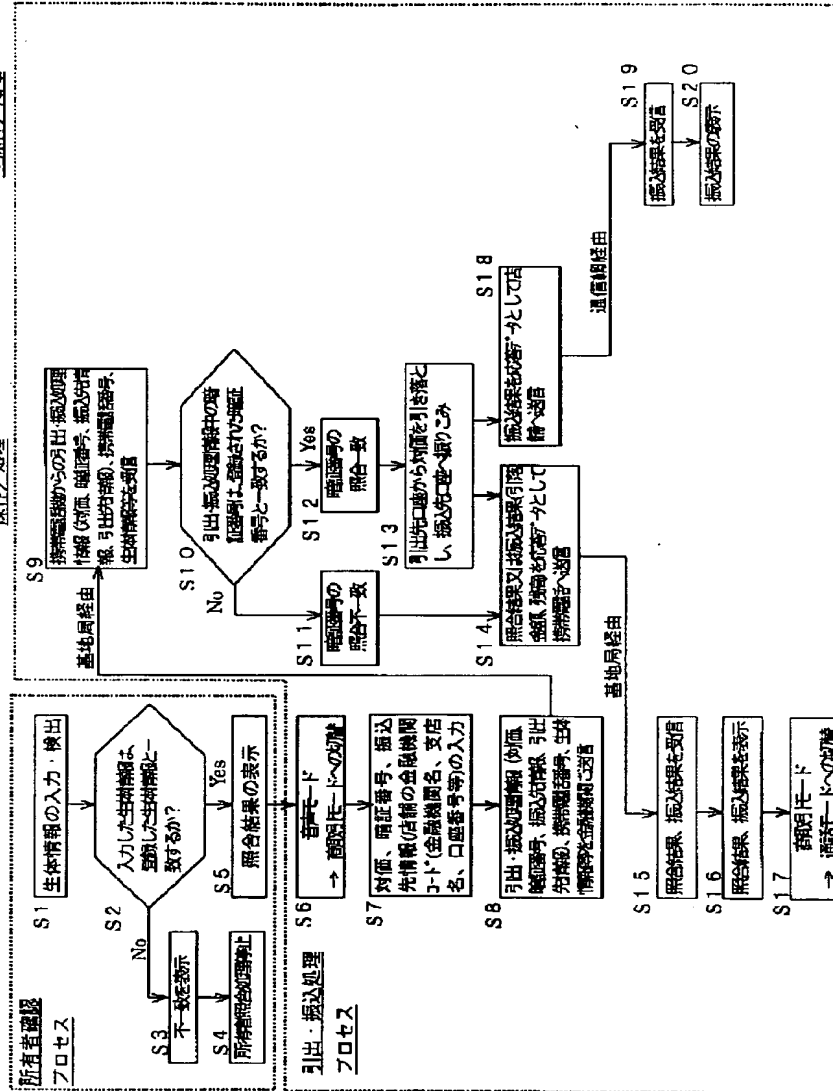 所有者確認
プロセス
S1
生体情報の入力・検出
S2
入力した生体情報は、
登録した生体情報と一
致するか?
No
Yes
S3
不一致を表示
S4
所有者照合処理停止
S5
照合結果の表示
引出・振込処理
プロセス
S6
音声モード
→ 商取引モードへの切替
S7
対価、暗証番号、振込
先情報(店舗の金融機関
コード(金融機関名、支店
名、口座番号等)の入力
S8
引出・振込処理情報(対価、
暗証番号、振込先情報、引出
先情報)、携帯電話番号、生体
情報等を金融機関に送信
基地局経由
S9
携帯電話機からの引出・振込処理
情報(対価、暗証番号、振込先情
報、引出先情報)、携帯電話番号、
生体情報等を受信
S10
引出・振込処理情報中の暗
証番号は、登録された暗証
番号と一致するか?
No
Yes
S11
暗証番号の
照合不一致
S12
暗証番号の
照合一致
S13
引出先口座から対価を引き落と
し、振込先口座へ振りこみ
S14
照合結果又は振込結果(引落
金額、残高)を応答データとして
携帯電話へ送信
基地局経由
S15
照合結果、振込結果を受信
S16
照合結果、振込結果を表示
S17
商取引モード
→ 通話モードへの切替
S18
振込結果を応答データとして店
舗へ送信
通信網経由
S19
振込結果を受信
S20
振込結果の表示